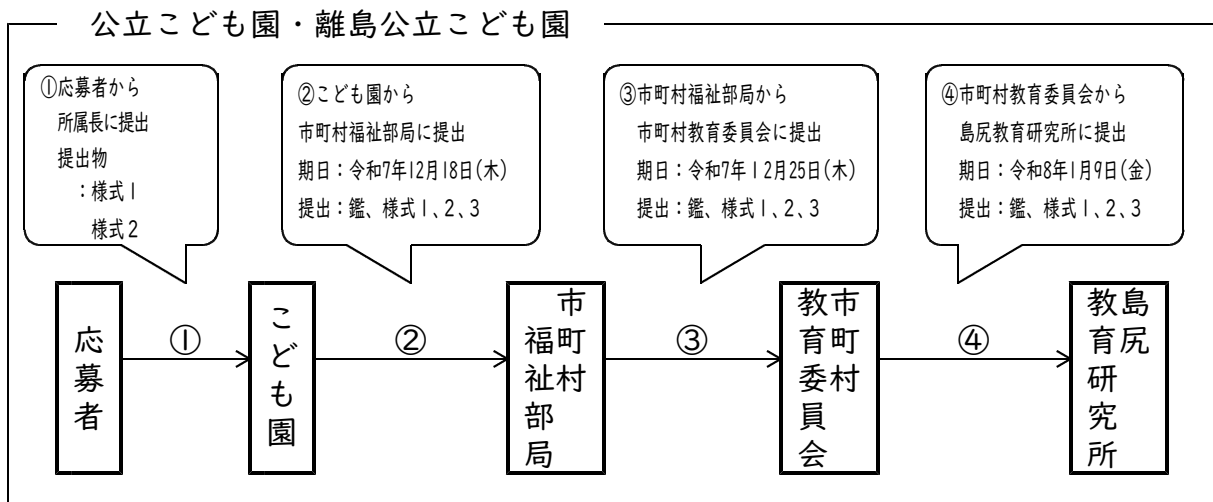 公立こども園・離島公立こども園
①応募者から
所属長に提出
提出物
：様式1
様式2
②こども園から
市町村福祉部局に提出
期日：令和7年12月18日(木)
提出：鑑、様式1、2、3
③市町村福祉部局から
市町村教育委員会に提出
期日：令和7年12月25日(木)
提出：鑑、様式1、2、3
④市町村教育委員会から
島尻教育研究所に提出
期日：令和8年1月9日(金)
提出：鑑、様式1、2、3
応募者
①
こども園
②
市町村
福祉部局
③
市町村
教育委員会
④
島尻
教育研究所